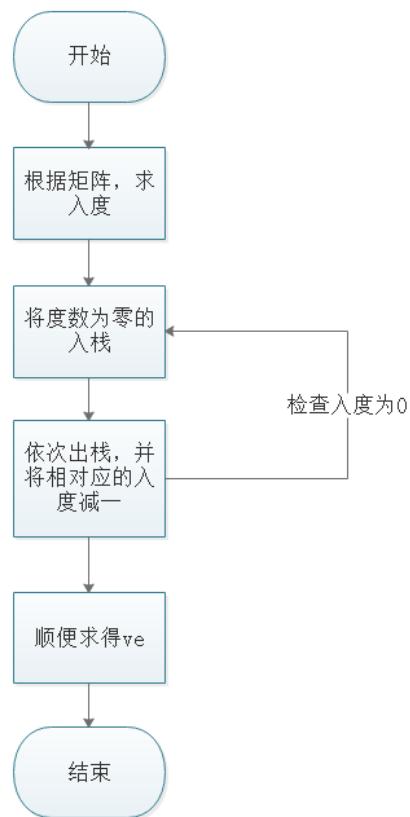 开始
根据矩阵，求
入度
将度数为零的
入栈
检查入度为0
依次出栈，并
将相对应的入
度减一
顺便求得ve
结束